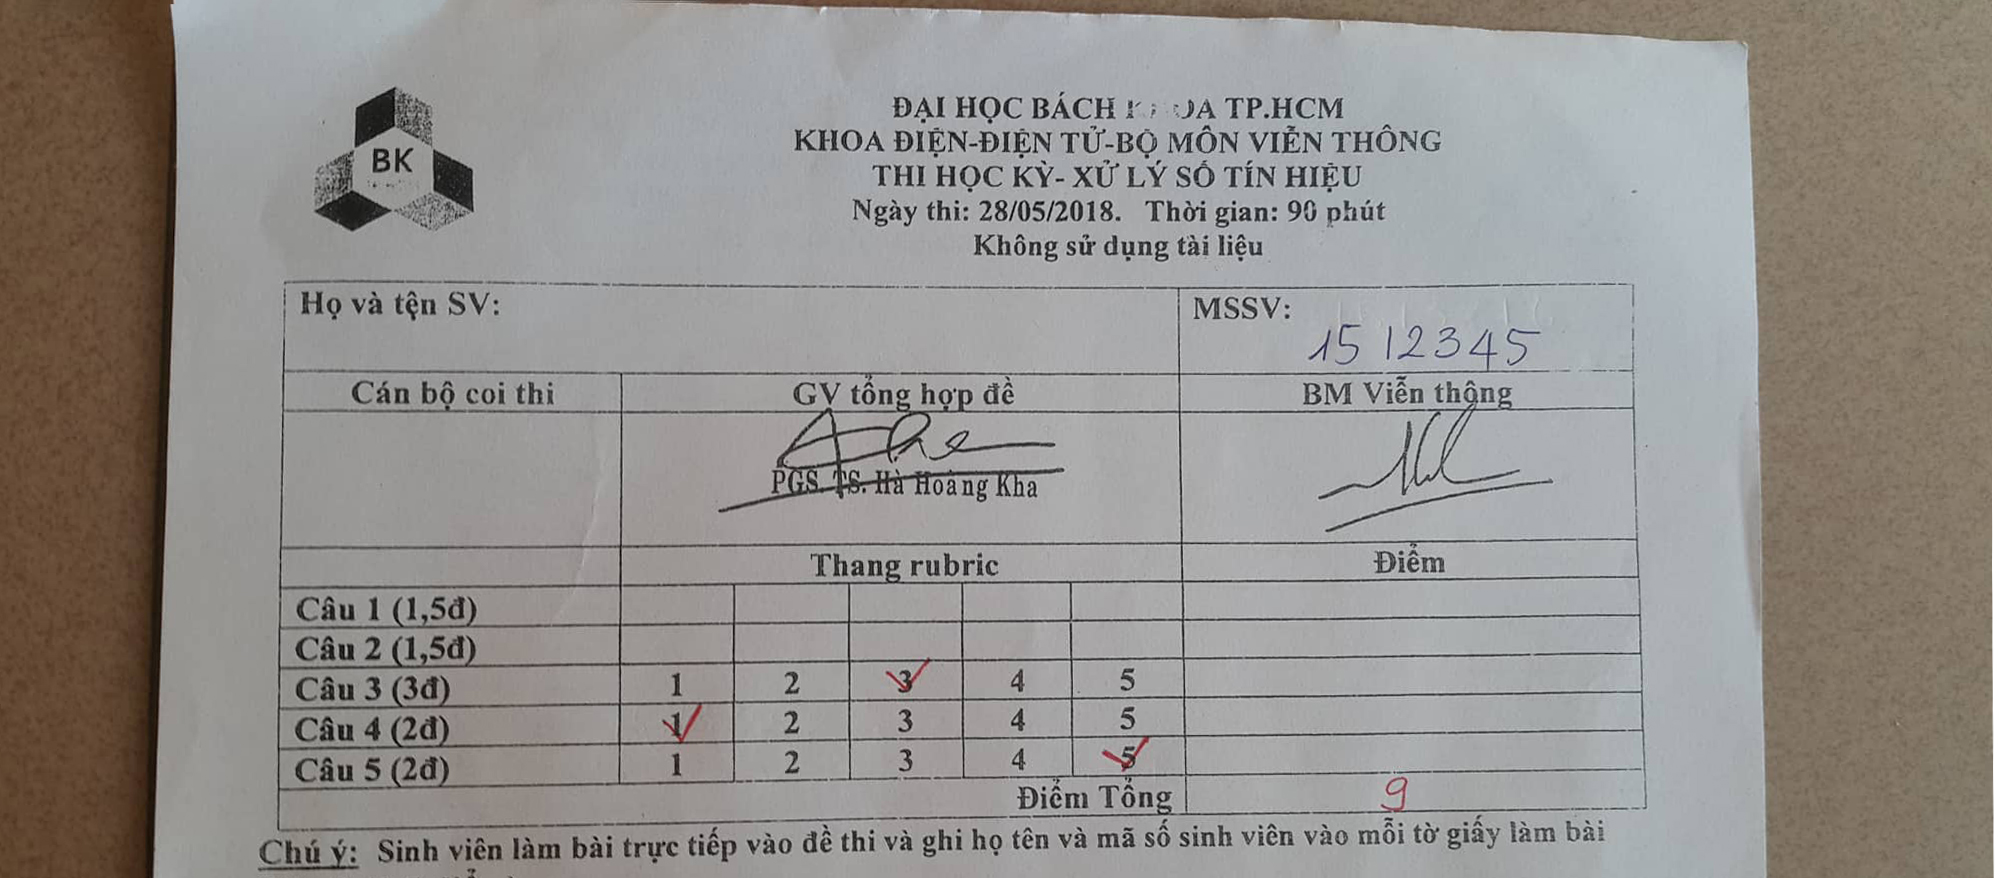 BK
ĐẠI HỌC BÁCH TP.HCM
KHOA ĐIỆN-ĐIỆN TỬ-BỘ MÔN VIỄN THÔNG
THI HỌC KỲ- XỬ LÝ SỐ TÍN HIỆU
Ngày thi: 28/05/2018. Thời gian: 90 phút
Không sử dụng tài liệu
Họ và tên SV: MSSV:
1512345
Cán bộ coi thi GV tổng hợp đề BM Viễn thông
PGS. TS. Hà Hoàng Kha
Thang rubric Điểm
Câu 1 (1,5đ)
Câu 2 (1,5đ)
Câu 3 (3đ) 1 2 3 4 5
Câu 4 (2đ) 1 2 3 4 5
Câu 5 (2đ) 1 2 3 4 5
Điểm Tổng 9
Chú ý: Sinh viên làm bài trực tiếp vào đề thi và ghi họ tên và mã số sinh viên vào mỗi tờ giấy làm bài